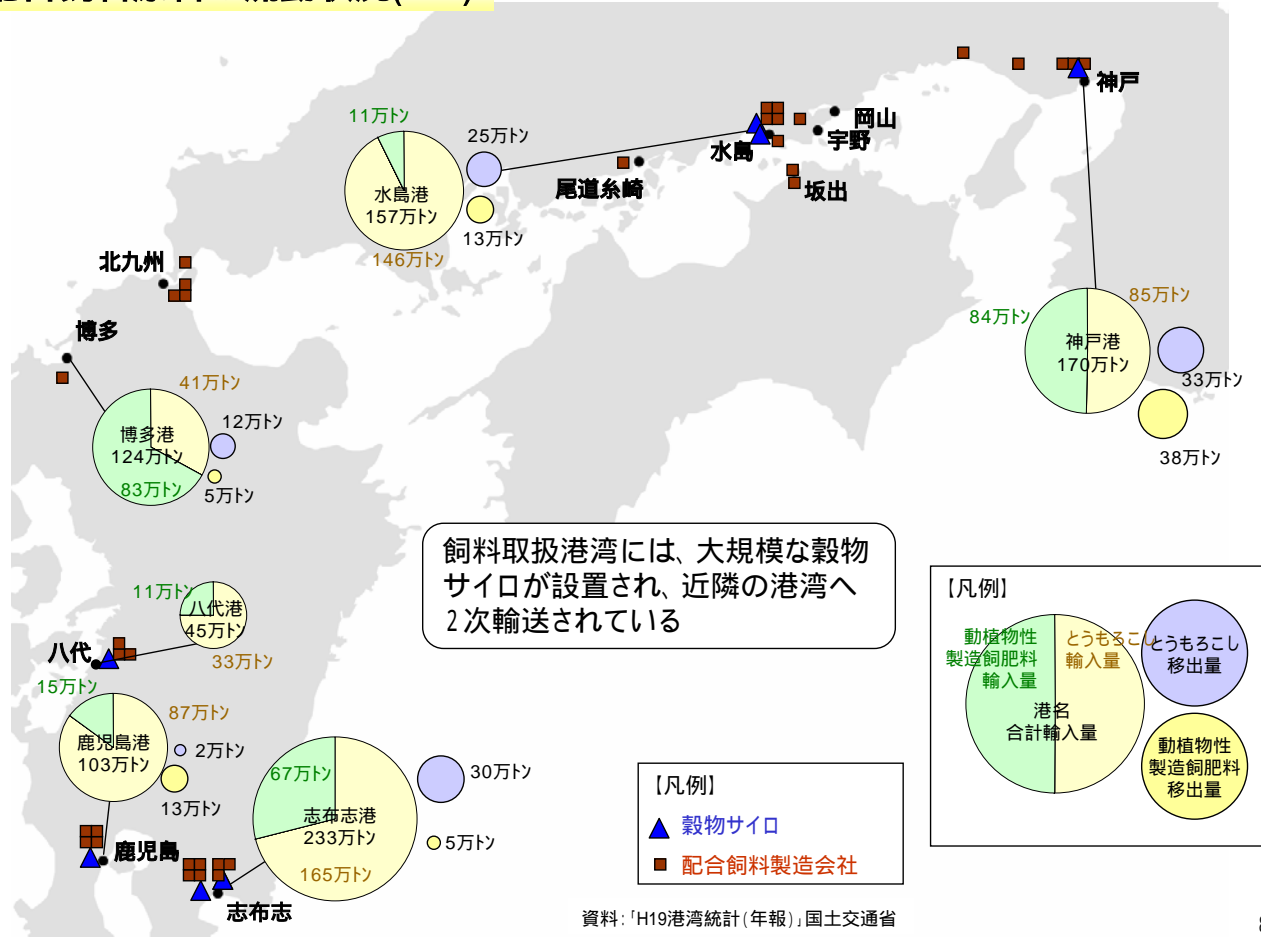 神戸
岡山
宇野
水島
尾道糸崎
坂出
11万トン
25万トン
水島港
157万トン
13万トン
146万トン
北九州
博多
85万トン
84万トン
神戸港
170万トン
33万トン
38万トン
41万トン
12万トン
博多港
124万トン
83万トン
5万トン
飼料取扱港湾には、大規模な穀物
サイロが設置され、近隣の港湾へ
2次輸送されている
11万トン
八代港
45万トン
八代
33万トン
15万トン
87万トン
鹿児島港
103万トン
2万トン
13万トン
鹿児島
67万トン
志布志港
233万トン
165万トン
30万トン
5万トン
志布志
【凡例】
穀物サイロ
配合飼料製造会社
【凡例】
動植物性
製造飼肥料
輸入量
とうもろこし
輸入量
港名
合計輸入量
とうもろこし
移出量
動植物性
製造飼肥料
移出量
資料:「H19港湾統計(年報)」国土交通省